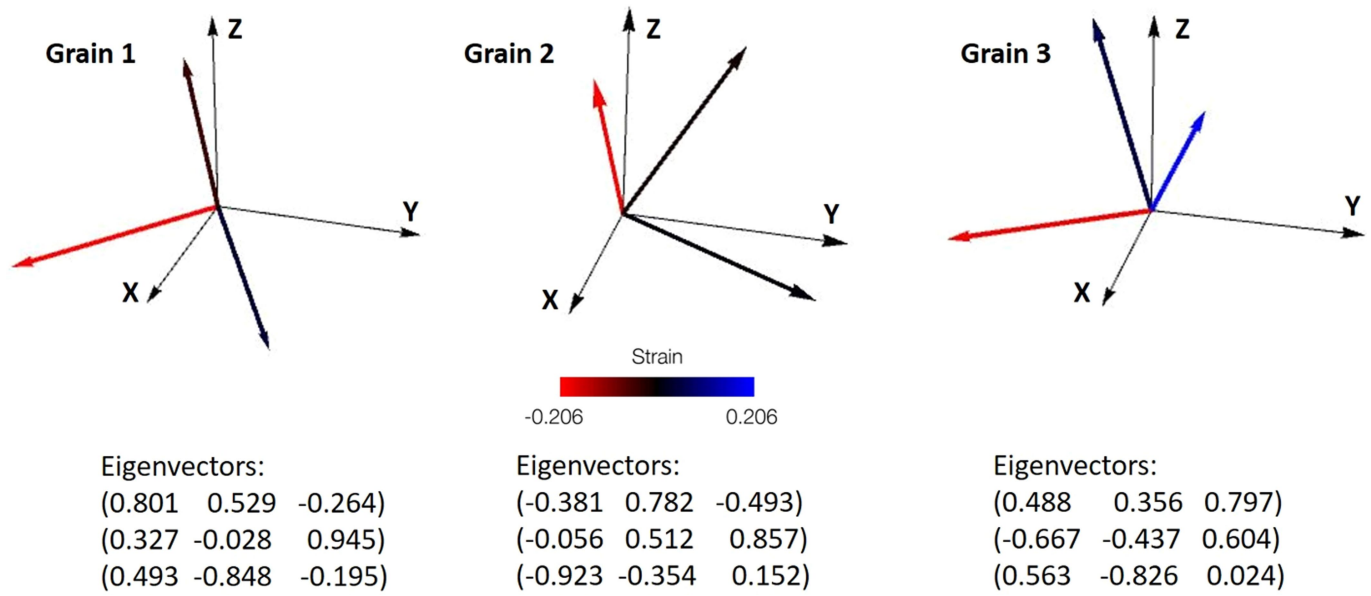 Grain 1
Z
Y
X
Grain 2
Z
Y
X
Grain 3
Z
Y
X
Strain
-0.206 0.206
Eigenvectors:
(0.801 0.529 -0.264)
(0.327 -0.028 0.945)
(0.493 -0.848 -0.195)
Eigenvectors:
(-0.381 0.782 -0.493)
(-0.056 0.512 0.857)
(-0.923 -0.354 0.152)
Eigenvectors:
(0.488 0.356 0.797)
(-0.667 -0.437 0.604)
(0.563 -0.826 0.024)